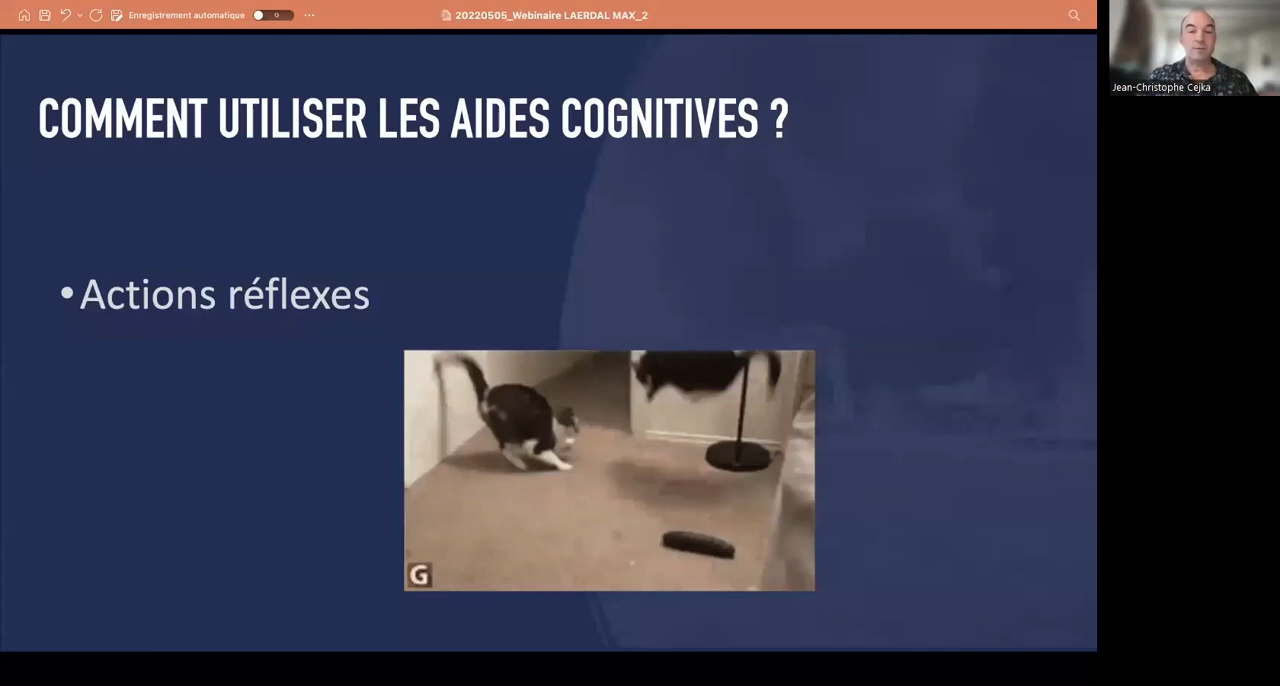 Enregistrement automatique
20220505_Webinaire LAERDAL MAX_2
Jean-Christophe Cejka
COMMENT UTILISER LES AIDES COGNITIVES ?
•Actions réflexes
G